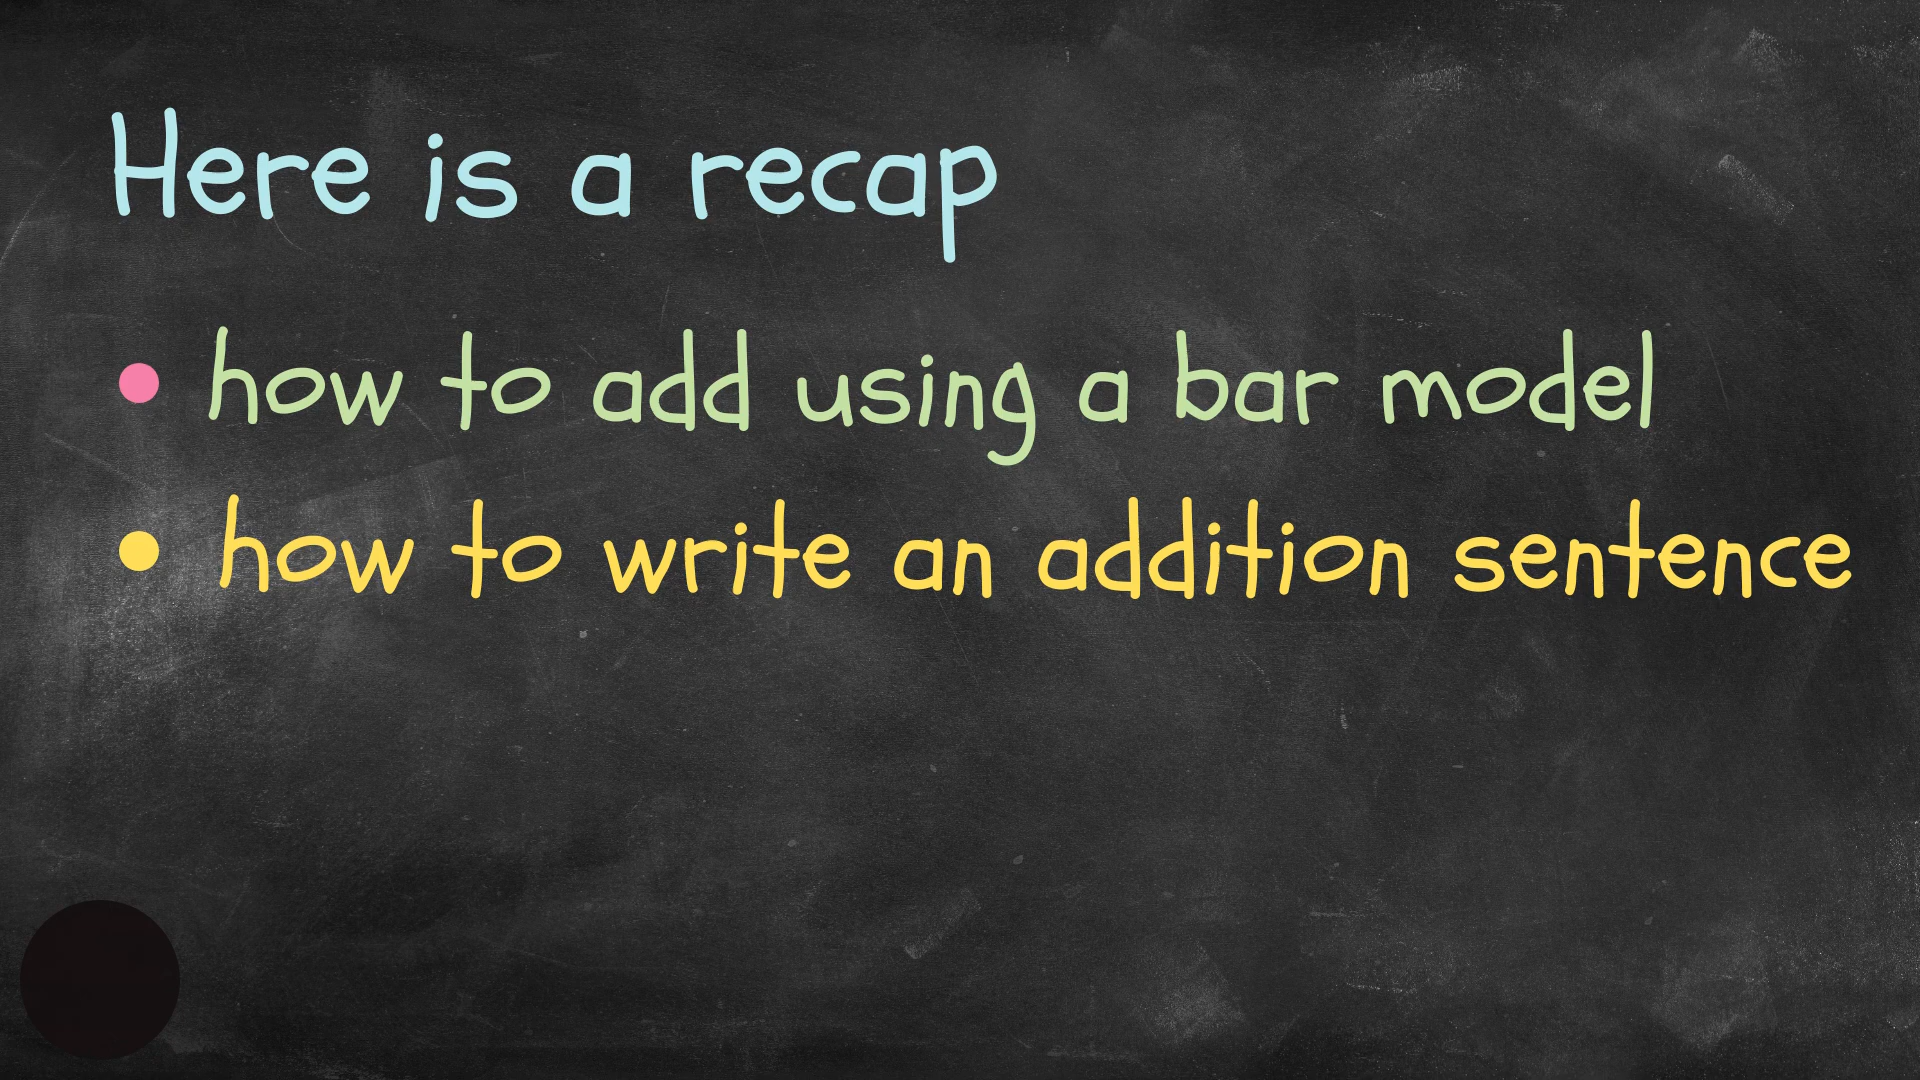 Here is a recap
• how to add using a bar model
• how to write an addition sentence